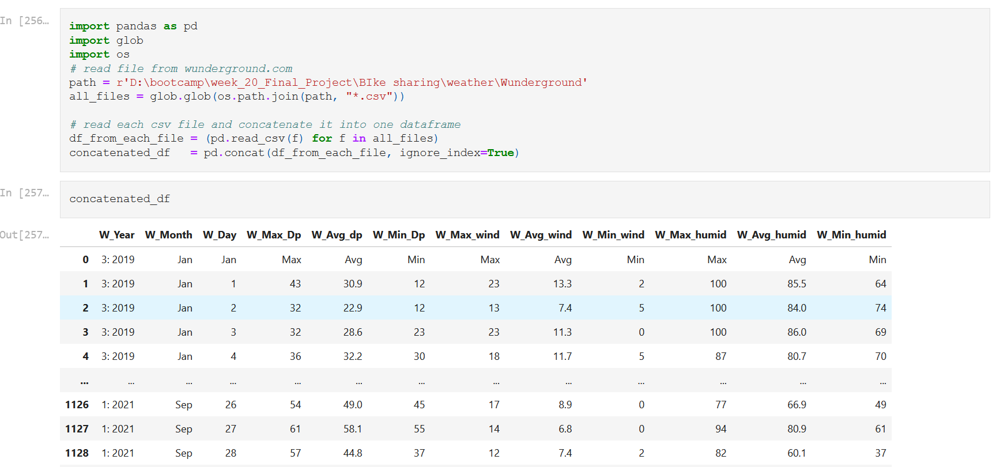 In [256…
import pandas as pd
import glob
import os
# read file from wunderground.com
path = r'D:\bootcamp\week_20_Final_Project\BIke sharing\weather\Wunderground'
all_files = glob.glob(os.path.join(path, "*.csv"))
# read each csv file and concatenate it into one dataframe
df_from_each_file = (pd.read_csv(f) for f in all_files)
concatenated_df   = pd.concat(df_from_each_file, ignore_index=True)
In [257…
concatenated_df
Out[257…
W_Year W_Month W_Day W_Max_Dp W_Avg_dp W_Min_Dp W_Max_wind W_Avg_wind W_Min_wind W_Max_humid W_Avg_humid W_Min_humid
0 3: 2019 Jan Jan Max Avg Min Max Avg Min Max Avg Min
1 3: 2019 Jan 1 43 30.9 12 23 13.3 2 100 85.5 64
2 3: 2019 Jan 2 32 22.9 12 13 7.4 5 100 84.0 74
3 3: 2019 Jan 3 32 28.6 23 23 11.3 0 100 86.0 69
4 3: 2019 Jan 4 36 32.2 30 18 11.7 5 87 80.7 70
... ... ... ... ... ... ... ... ... ... ... ... ...
1126 1: 2021 Sep 26 54 49.0 45 17 8.9 0 77 66.9 49
1127 1: 2021 Sep 27 61 58.1 55 14 6.8 0 94 80.9 61
1128 1: 2021 Sep 28 57 44.8 37 12 7.4 2 82 60.1 37